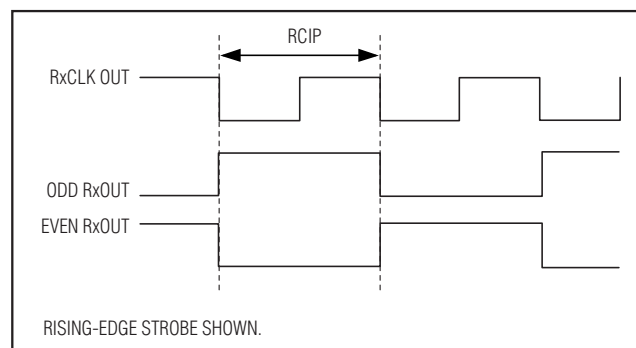 RCIP
RxCLK OUT
ODD RxOUT
EVEN RxOUT
RISING-EDGE STROBE SHOWN.